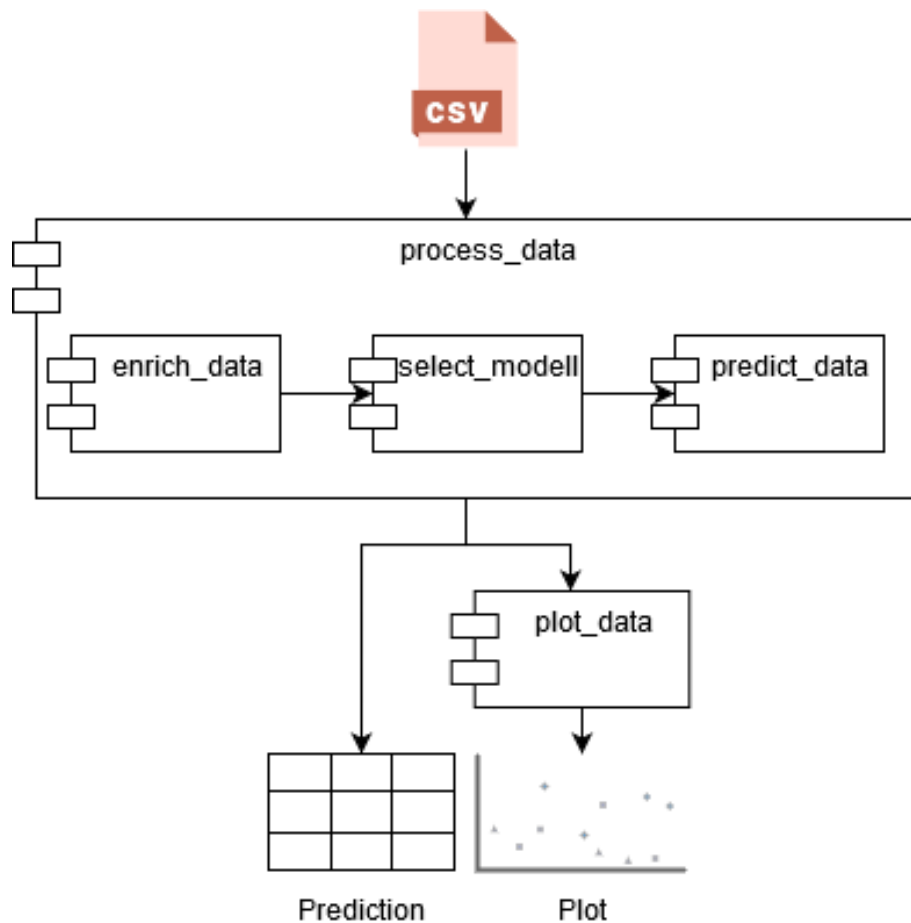 CSV
process_data
enrich_data
select_modell
predict_data
plot_data
Prediction
Plot